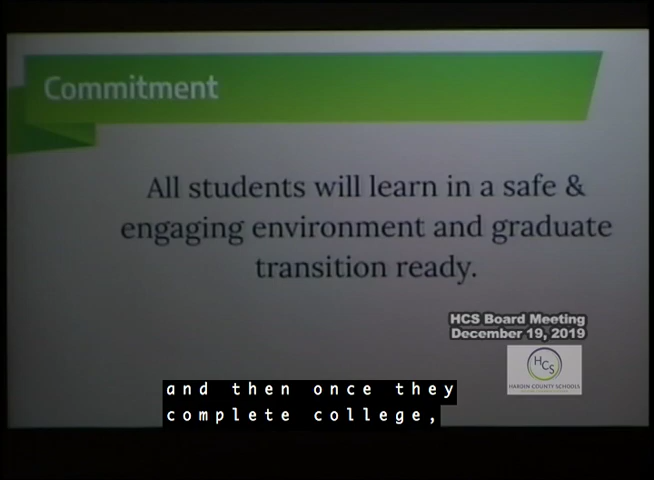 Commitment
All students will learn in a safe &
engaging environment and graduate
transition ready.
HCS Board Meeting
December 19, 2019
HCS
HARDIN COUNTY SCHOOLS
and then once they
complete college,